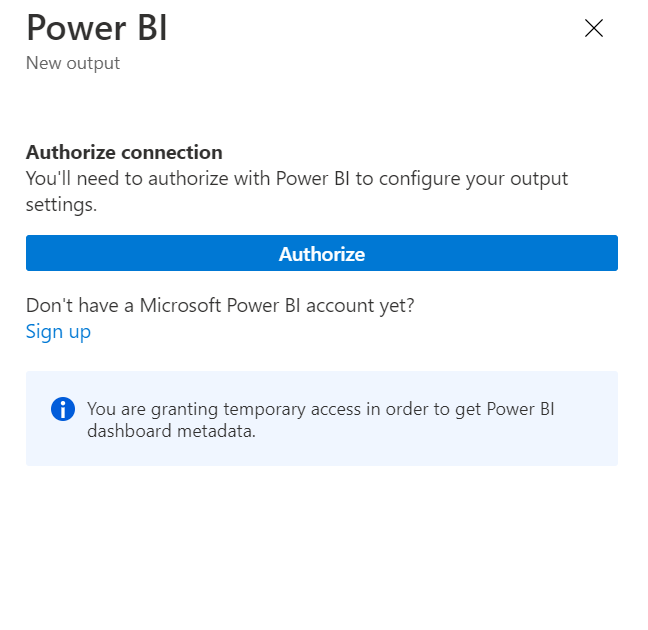 Power BI
New output
Authorize connection
You'll need to authorize with Power BI to configure your output
settings.
Authorize
Don't have a Microsoft Power BI account yet?
Sign up
You are granting temporary access in order to get Power BI
dashboard metadata.